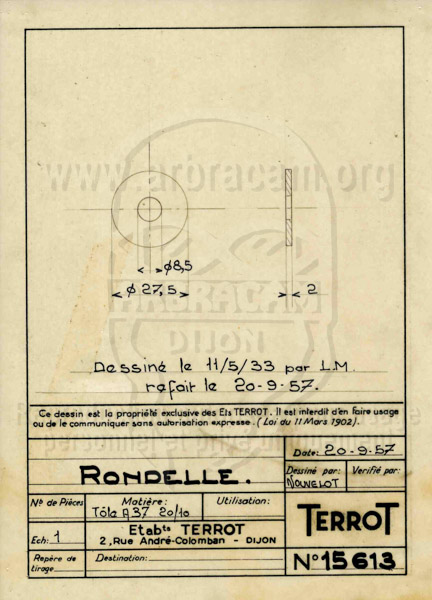 www.arbracam.org
ø8,5
ø 27,5
2
ARBRACAM
DIJON
Dessiné le 11/5/33 par L.M.
refait le 20-9-57.
Ce dessin est la propriété exclusive des Ets TERROT. Il est interdit d'en faire usage
ou de le communiquer sans autorisation expresse. (Loi du 11 Mars 1902).
RONDELLE.
Date: 20-9-57
Dessiné par: Vérifié par:
NOUVELOT
Nb de Pièces
Matière:
Utilisation:
Tôle A37 20/10
TERROT
Ech: 1
Etabts TERROT
2, Rue André-Colomban - DIJON
Repère de
tirage
Destination:
N° 15613